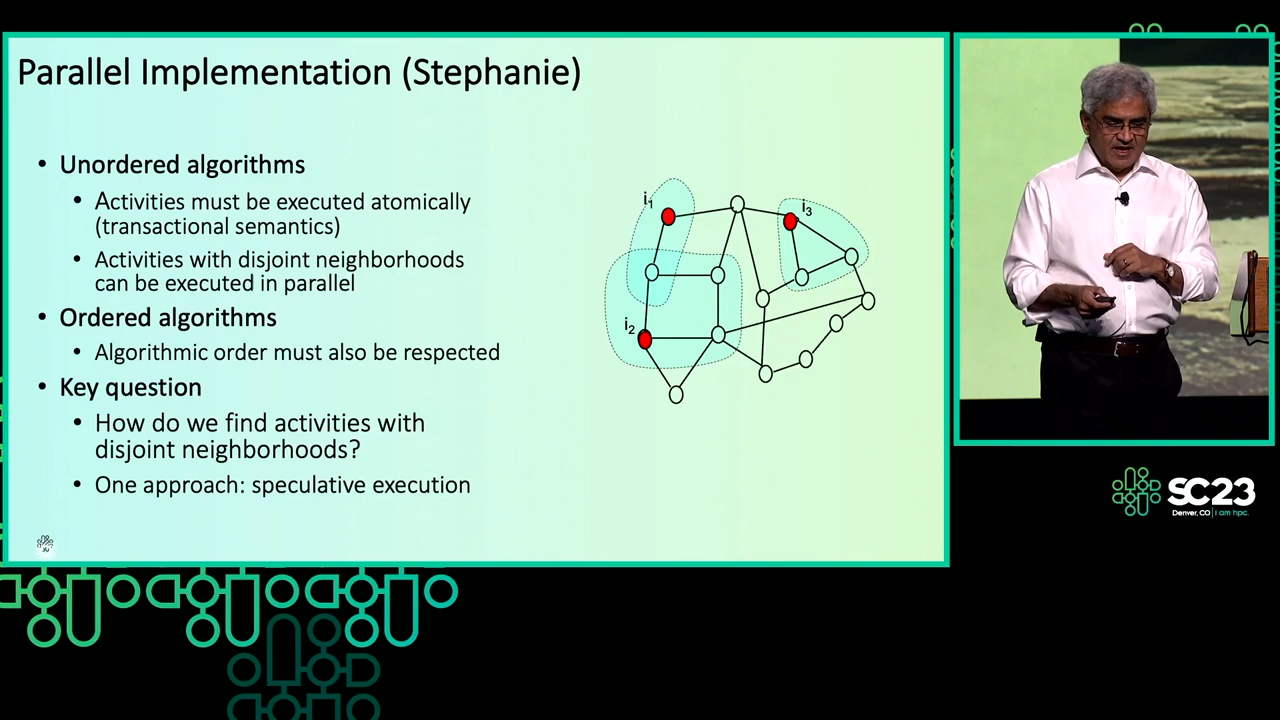 Parallel Implementation (Stephanie)
• Unordered algorithms
• Activities must be executed atomically
(transactional semantics)
• Activities with disjoint neighborhoods
can be executed in parallel
• Ordered algorithms
• Algorithmic order must also be respected
• Key question
• How do we find activities with
disjoint neighborhoods?
• One approach: speculative execution
i1
i3
i2
SC23
Denver, CO | i am hpc.